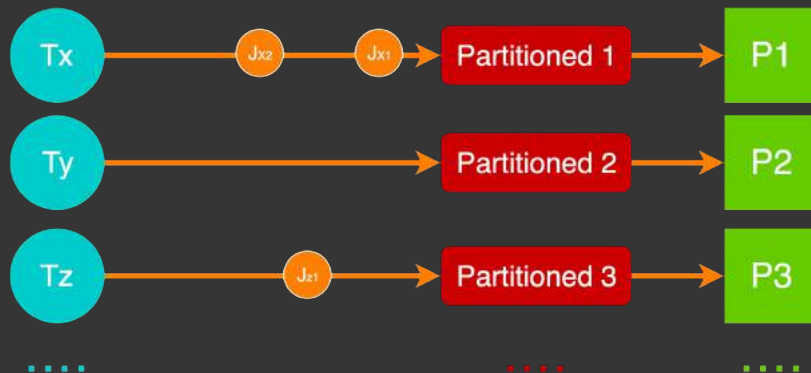 Tx Jx2 Jx1 Partitioned 1 P1
Ty Partitioned 2 P2
Tz Jz1 Partitioned 3 P3